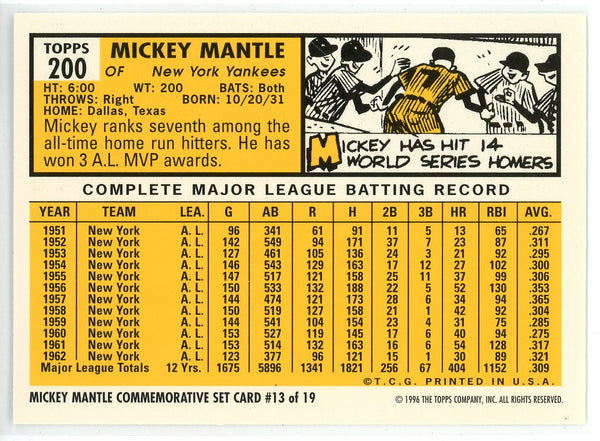 TOPPS
200
MICKEY MANTLE
OF New York Yankees
HT: 6:00 WT: 200 BATS: Both
THROWS: Right BORN: 10/20/31
HOME: Dallas, Texas
Mickey ranks seventh among the
all-time home run hitters. He has
won 3 A.L. MVP awards.
7
MICKEY HAS HIT 14
WORLD SERIES HOMERS
COMPLETE MAJOR LEAGUE BATTING RECORD
YEAR TEAM LEA. G AB R H 2B 3B HR RBI AVG.
1951 New York A. L. 96 341 61 91 11 5 13 65 .267
1952 New York A. L. 142 549 94 171 37 7 23 87 .311
1953 New York A. L. 127 461 105 136 24 3 21 92 .295
1954 New York A. L. 146 543 129 163 17 12 27 102 .300
1955 New York A. L. 147 517 121 158 25 11 37 99 .306
1956 New York A. L. 150 533 132 188 22 5 52 130 .353
1957 New York A. L. 144 474 121 173 28 6 34 94 .365
1958 New York A. L. 150 519 127 158 21 1 42 92 .304
1959 New York A. L. 144 541 104 154 23 4 31 75 .285
1960 New York A. L. 153 527 119 145 17 6 40 94 .275
1961 New York A. L. 153 514 132 163 16 6 54 128 .317
1962 New York A. L. 123 377 96 121 15 1 30 89 .321
Major League Totals 12 Yrs. 1675 5896 1341 1821 256 67 404 1152 .309
©T.C.G. PRINTED IN U.S.A.
MICKEY MANTLE COMMEMORATIVE SET CARD #13 of 19
© 1996 THE TOPPS COMPANY, INC. ALL RIGHTS RESERVED.